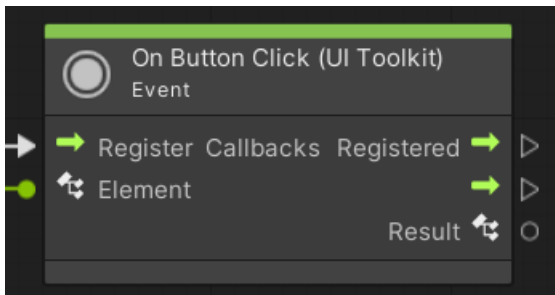 On Button Click (UI Toolkit)
Event
Register Callbacks Registered
Element
Result